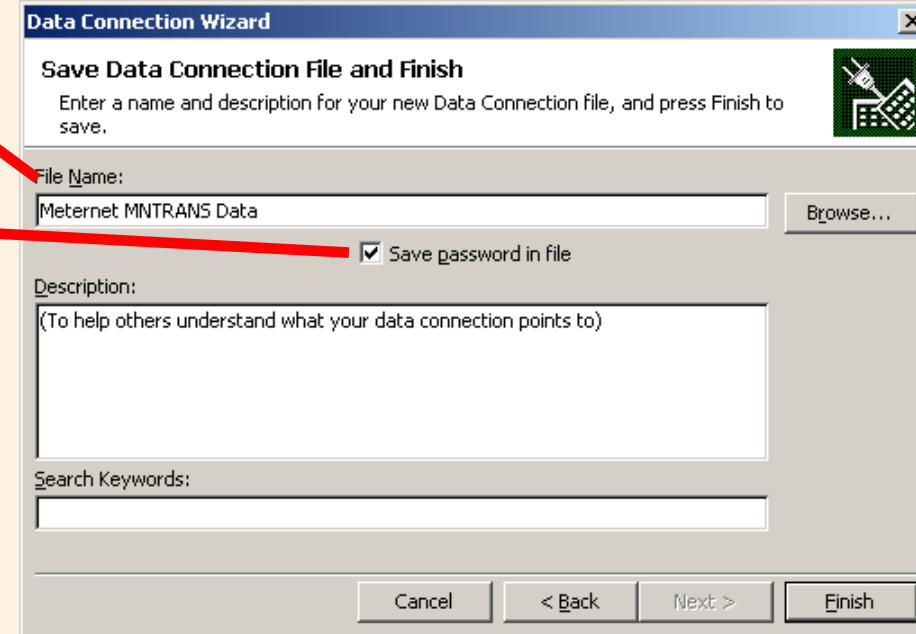 Data Connection Wizard
Save Data Connection File and Finish
Enter a name and description for your new Data Connection file, and press Finish to
save.
File Name:
Meternet MNTRANS Data
Browse...
Save password in file
Description:
(To help others understand what your data connection points to)
Search Keywords:
Cancel
< Back
Next >
Finish